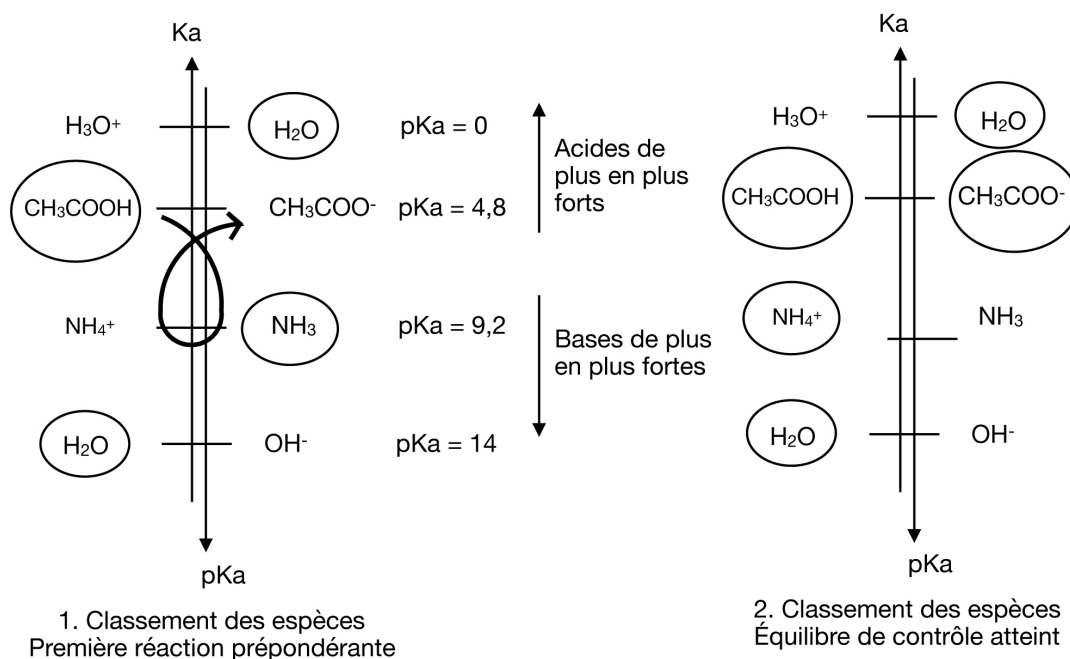 Ka
H₃O⁺ H₂O pKa = 0
CH₃COOH CH₃COO⁻ pKa = 4,8
NH₄⁺ NH₃ pKa = 9,2
H₂O OH⁻ pKa = 14
pKa
Acides de
plus en plus
forts
Bases de plus
en plus fortes
1. Classement des espèces
Première réaction prépondérante
Ka
H₃O⁺ H₂O
CH₃COOH CH₃COO⁻
NH₄⁺ NH₃
H₂O OH⁻
pKa
2. Classement des espèces
Équilibre de contrôle atteint